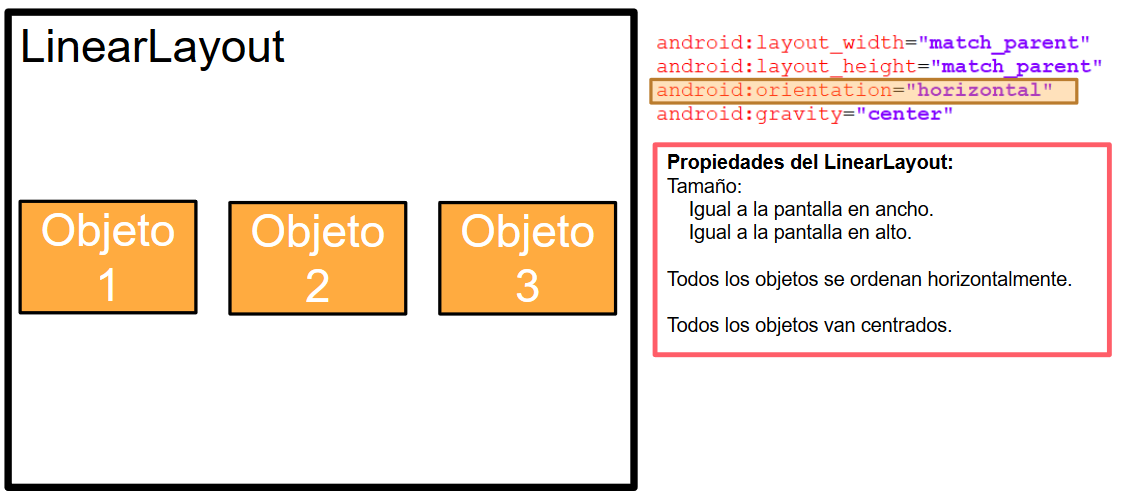 LinearLayout
Objeto
1
Objeto
2
Objeto
3
android:layout_width="match_parent"
android:layout_height="match_parent"
android:orientation="horizontal"
android:gravity="center"
Propiedades del LinearLayout:
Tamaño:
Igual a la pantalla en ancho.
Igual a la pantalla en alto.
Todos los objetos se ordenan horizontalmente.
Todos los objetos van centrados.